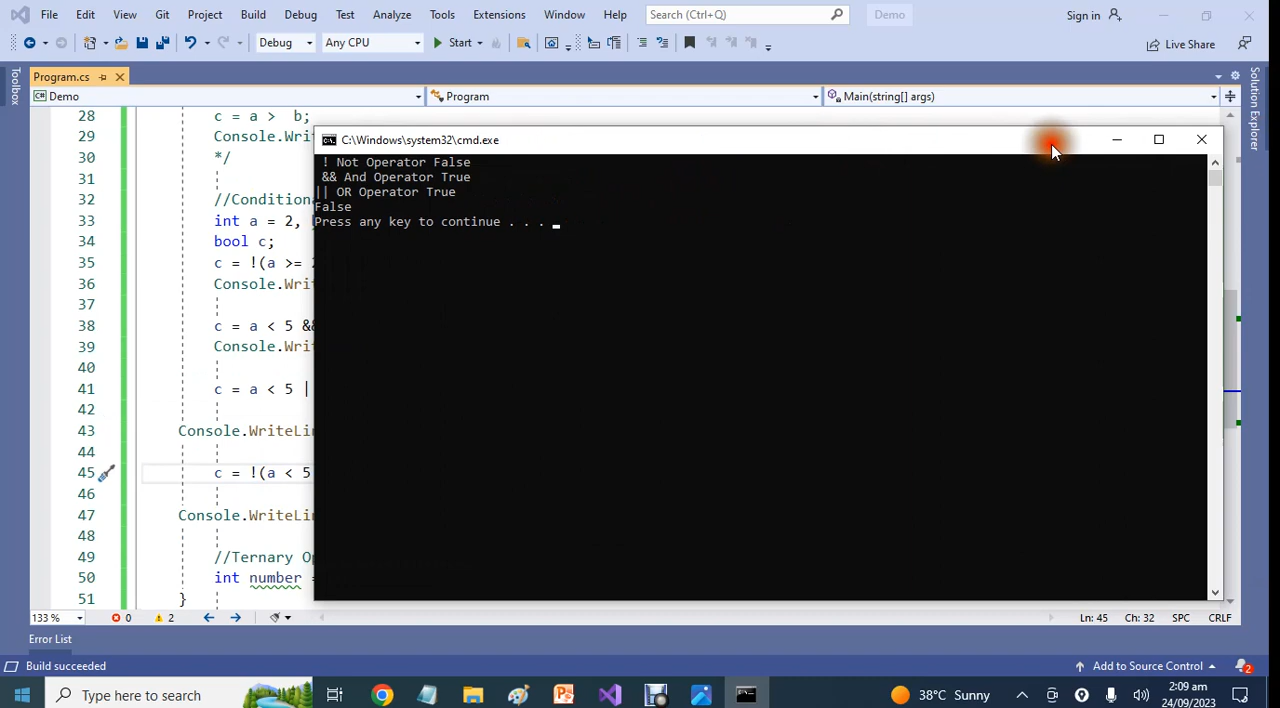 File Edit View Git Project Build Debug Test Analyze Tools Extensions Window Help Search (Ctrl+Q) Demo Sign in
Debug Any CPU Start Live Share
Toolbox
Solution Explorer
Program.cs
C# Demo Program Main(string[] args)
28 c = a > b;
29 Console.Wri
30 */
31
32 //Conditiona
33 int a = 2,
34 bool c;
35 c = !(a >=
36 Console.Wri
37
38 c = a < 5 &&
39 Console.Wri
40
41 c = a < 5 |
42
43 Console.WriteLi
44
45 c = !(a < 5
46
47 Console.WriteLi
48
49 //Ternary Op
50 int number =
51 }
C:\Windows\system32\cmd.exe
! Not Operator False
&& And Operator True
|| OR Operator True
False
Press any key to continue . . .
133 % 0 2 Ln: 45 Ch: 32 SPC CRLF
Error List
Build succeeded Add to Source Control 2
Type here to search 38°C Sunny 2:09 am
24/09/2023